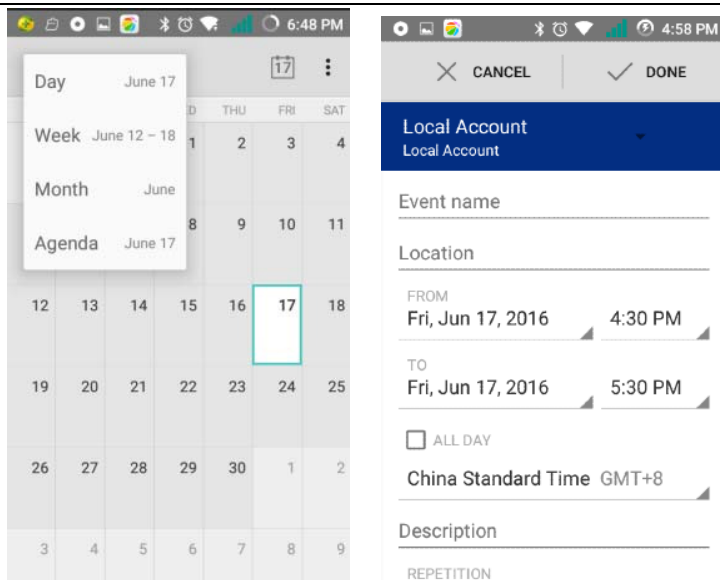 6:48 PM
17
Day June 17
Week June 12 – 18
Month June
Agenda June 17
D THU FRI SAT
1 2 3 4
8 9 10 11
12 13 14 15 16 17 18
19 20 21 22 23 24 25
26 27 28 29 30 1 2
3 4 5 6 7 8 9
4:58 PM
CANCEL DONE
Local Account
Local Account
Event name
Location
FROM
Fri, Jun 17, 2016 4:30 PM
TO
Fri, Jun 17, 2016 5:30 PM
ALL DAY
China Standard Time GMT+8
Description
REPETITION